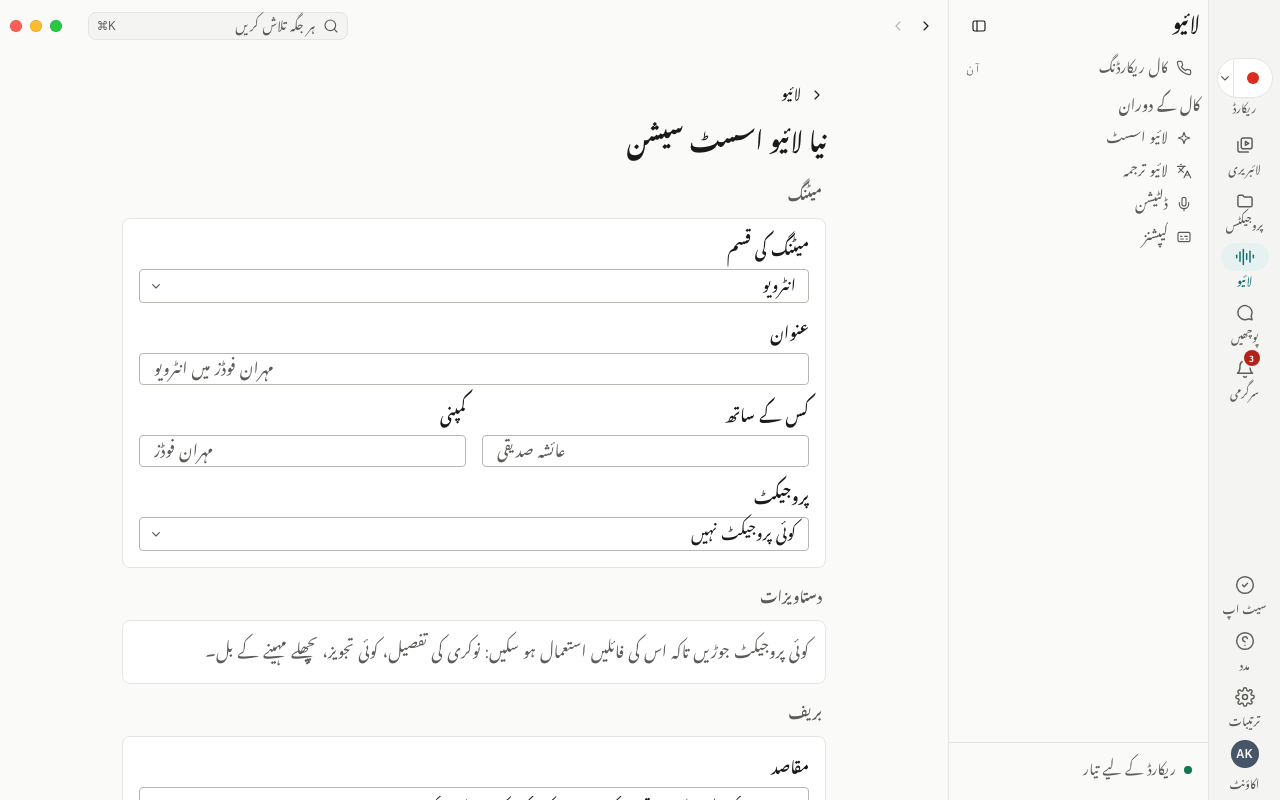 لائیو
ریکارڈ
لائبریری
پروجیکٹس
لائیو
پوچھیں
3
سرگرمی
سیٹ اپ
مدد
ترتیبات
AK
اکاؤنٹ
کال ریکارڈنگ
آن
کال کے دوران
لائیو اسسٹ
لائیو ترجمہ
ڈکٹیشن
کیپشنز
ریکارڈ کے لیے تیار
ہر جگہ تلاش کریں
⌘K
لائیو
نیا لائیو اسسٹ سیشن
میٹنگ
میٹنگ کی قسم
انٹرویو
عنوان
مہران فوڈز میں انٹرویو
کس کے ساتھ
کمپنی
عائشہ صدیقی
مہران فوڈز
پروجیکٹ
کوئی پروجیکٹ نہیں
دستاویزات
کوئی پروجیکٹ جوڑیں تاکہ اس کی فائلیں استعمال ہو سکیں: نوکری کی تفصیل، کوئی تجویز، پچھلے مہینے کے بل۔
بریف
مقاصد